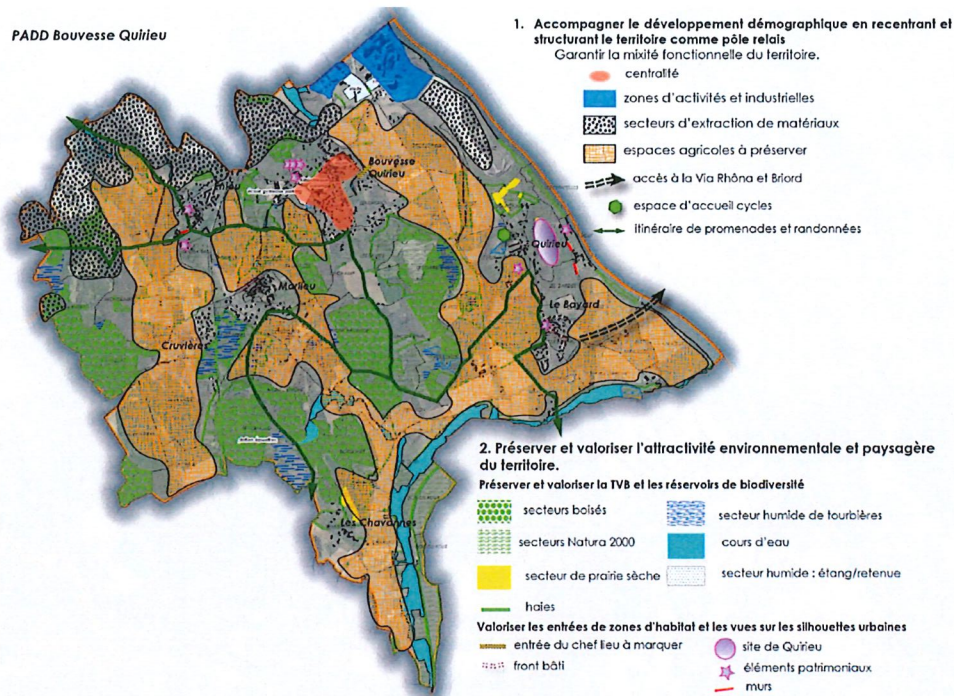 PADD Bouvesse Quirieu
1. Accompagner le développement démographique en recentrant et
structurant le territoire comme pôle relais
Garantir la mixité fonctionnelle du territoire.
centralité
zones d'activités et industrielles
secteurs d'extraction de matériaux
espaces agricoles à préserver
accès à la Via Rhôna et Briord
espace d'accueil cycles
itinéraire de promenades et randonnées
Bouvesse
Quirieu
Enieu
Quirieu
Marlieu
Le Bayard
Cruvières
Les Chavannes
2. Préserver et valoriser l'attractivité environnementale et paysagère
du territoire.
Préserver et valoriser la TVB et les réservoirs de biodiversité
secteurs boisés
secteur humide de tourbières
secteurs Natura 2000
cours d'eau
secteur de prairie sèche
secteur humide : étang/retenue
haies
Valoriser les entrées de zones d'habitat et les vues sur les silhouettes urbaines
entrée du chef lieu à marquer
site de Quirieu
front bâti
éléments patrimoniaux
murs